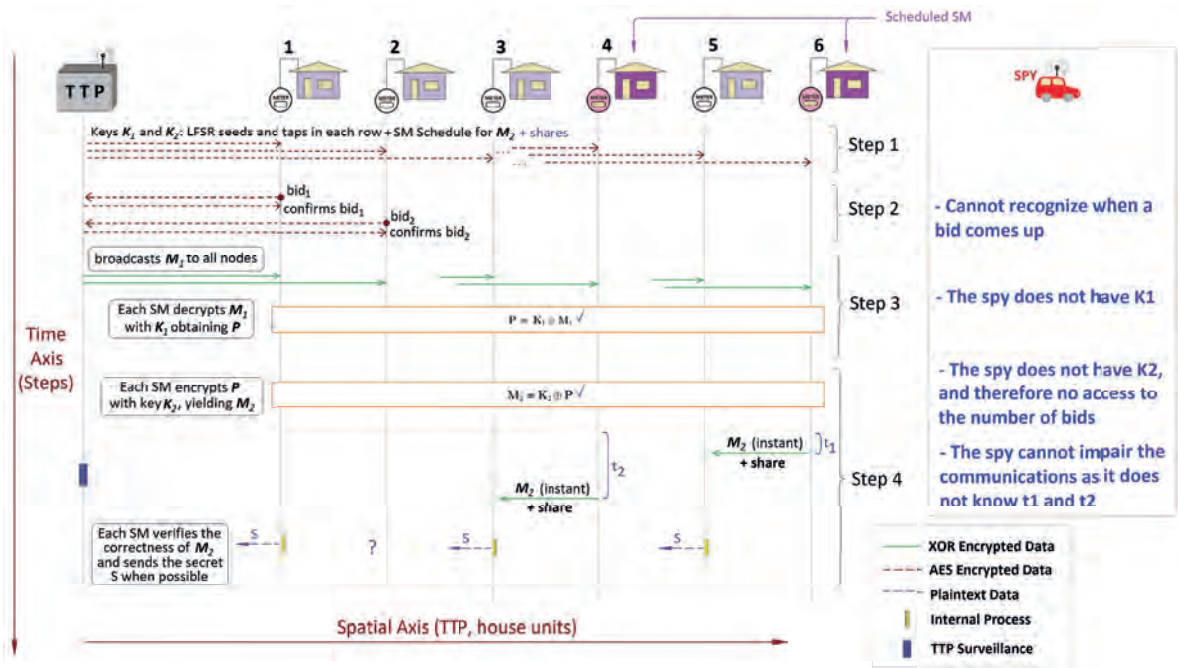 Scheduled SM
1 2 3 4 5 6
TTP
METER METER METER METER METER METER
SPY
Keys K₁ and K₂: LFSR seeds and taps in each row + SM Schedule for M₂ + shares
Step 1
bid₁
confirms bid₁
bid₂
confirms bid₂
Step 2
- Cannot recognize when a
bid comes up
broadcasts M₁ to all nodes
Each SM decrypts M₁
with K₁ obtaining P
P = K₁ ⊕ M₁ ✓
Step 3
- The spy does not have K1
Time
Axis
(Steps)
Each SM encrypts P
with key K₂, yielding M₂
M₂ = K₂ ⊕ P ✓
- The spy does not have K2,
and therefore no access to
the number of bids
M₂ (instant)
+ share
t₁
t₂
M₂ (instant)
+ share
Step 4
- The spy cannot impair the
communications as it does
not know t1 and t2
Each SM verifies the
correctness of M₂
and sends the secret
S when possible
S ? S S
XOR Encrypted Data
AES Encrypted Data
Plaintext Data
Internal Process
TTP Surveillance
Spatial Axis (TTP, house units)